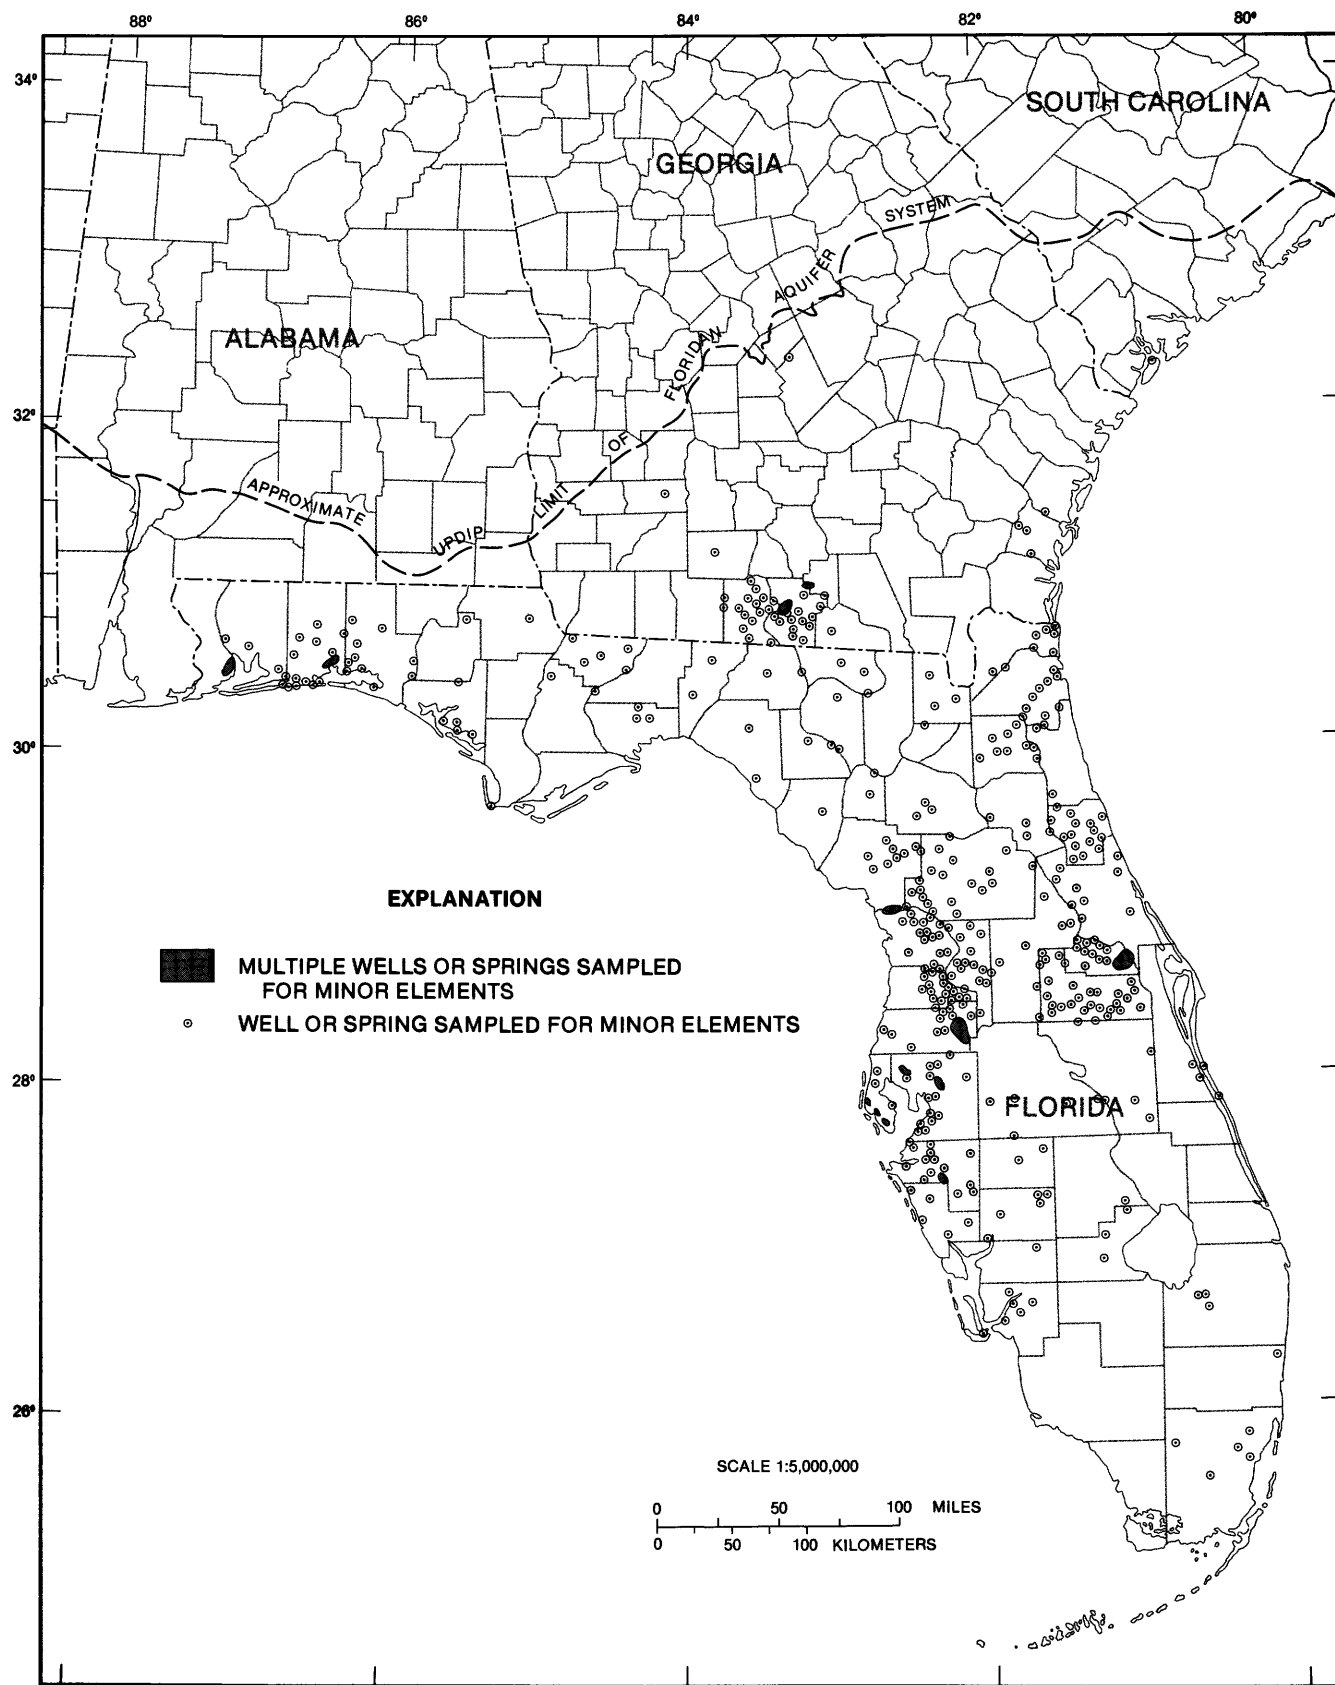 88° 86° 84° 82° 80°
34°
SOUTH CAROLINA
GEORGIA
SYSTEM
AQUIFER
ALABAMA
FLORIDAN
32°
OF
LIMIT
APPROXIMATE
UPDIP
30°
EXPLANATION
MULTIPLE WELLS OR SPRINGS SAMPLED
FOR MINOR ELEMENTS
WELL OR SPRING SAMPLED FOR MINOR ELEMENTS
28°
FLORIDA
26°
SCALE 1:5,000,000
0 50 100 MILES
0 50 100 KILOMETERS